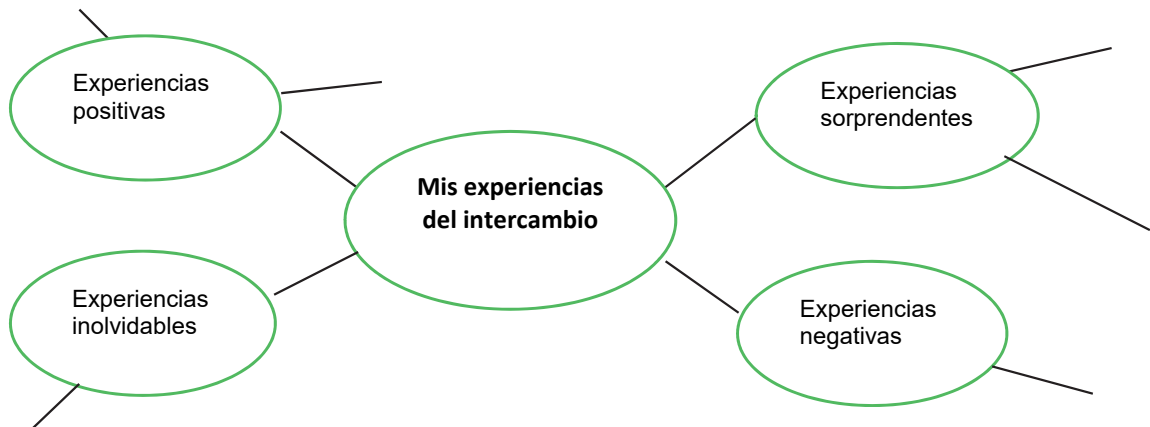 Experiencias
positivas
Experiencias
sorprendentes
Mis experiencias
del intercambio
Experiencias
inolvidables
Experiencias
negativas